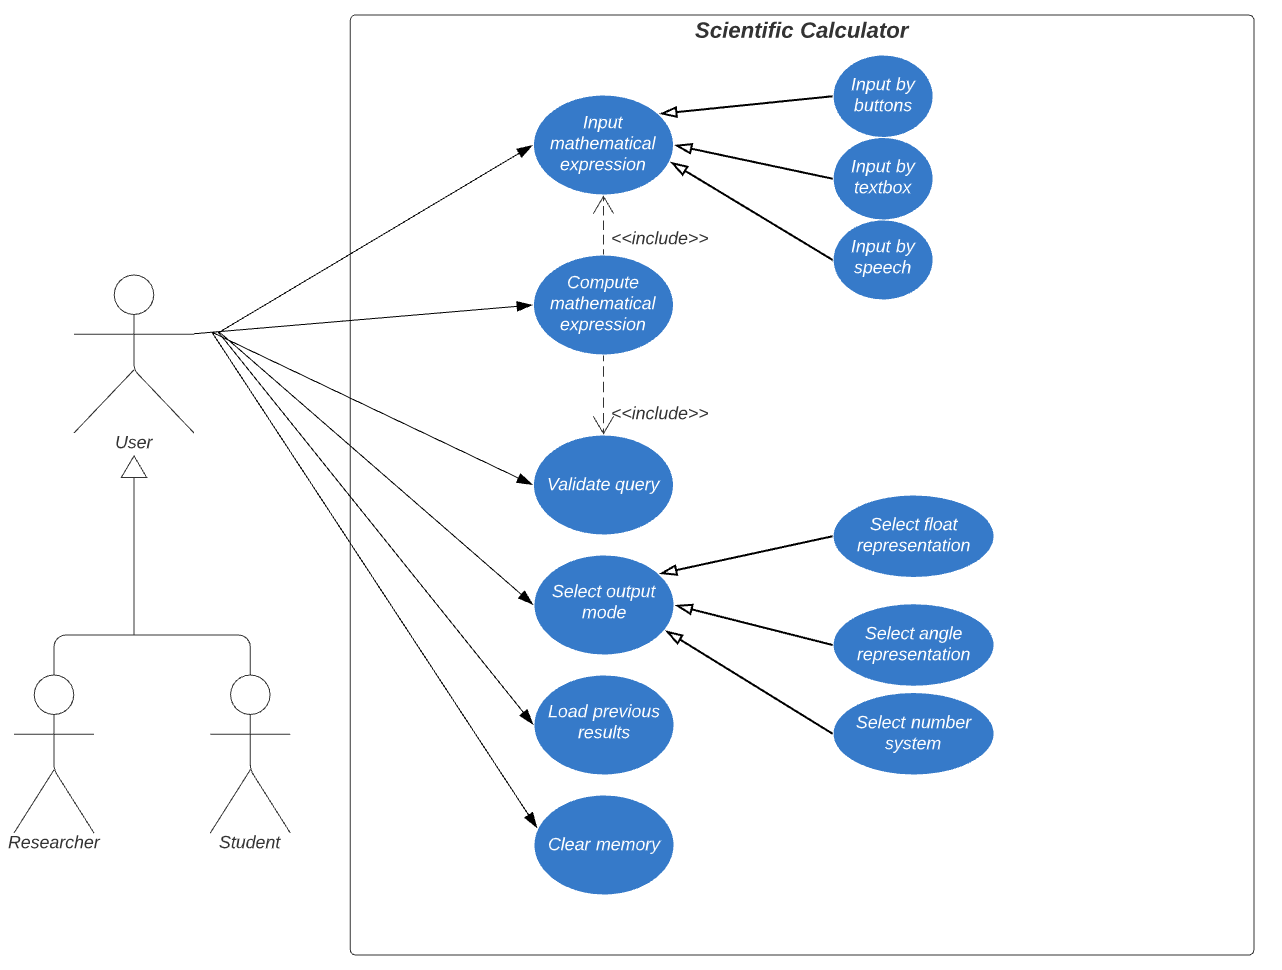 Scientific Calculator
Input by
buttons
Input
mathematical
expression
Input by
textbox
<<include>>
Input by
speech
Compute
mathematical
expression
<<include>>
User
Validate query
Select float
representation
Select output
mode
Select angle
representation
Load previous
results
Select number
system
Clear memory
Researcher
Student